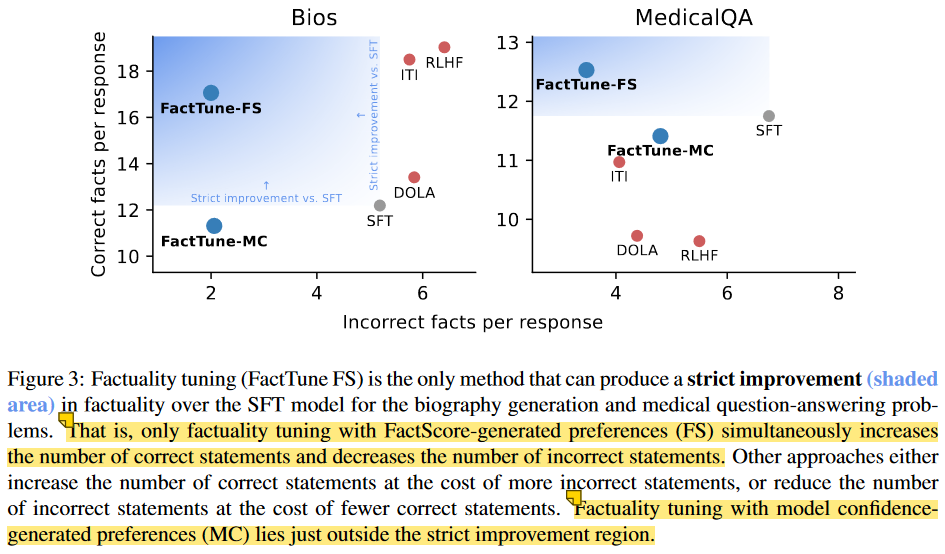 Bios
MedicalQA
Correct facts per response
18
16
14
12
10
2
4
6
ITI
RLHF
FactTune-FS
Strict improvement vs. SFT
↑
↑
Strict improvement vs. SFT
DOLA
SFT
FactTune-MC
13
12
11
10
4
6
8
FactTune-FS
SFT
FactTune-MC
ITI
DOLA
RLHF
Incorrect facts per response
Figure 3: Factuality tuning (FactTune FS) is the only method that can produce a strict improvement (shaded
area) in factuality over the SFT model for the biography generation and medical question-answering prob-
lems. That is, only factuality tuning with FactScore-generated preferences (FS) simultaneously increases
the number of correct statements and decreases the number of incorrect statements. Other approaches either
increase the number of correct statements at the cost of more incorrect statements, or reduce the number
of incorrect statements at the cost of fewer correct statements. Factuality tuning with model confidence-
generated preferences (MC) lies just outside the strict improvement region.